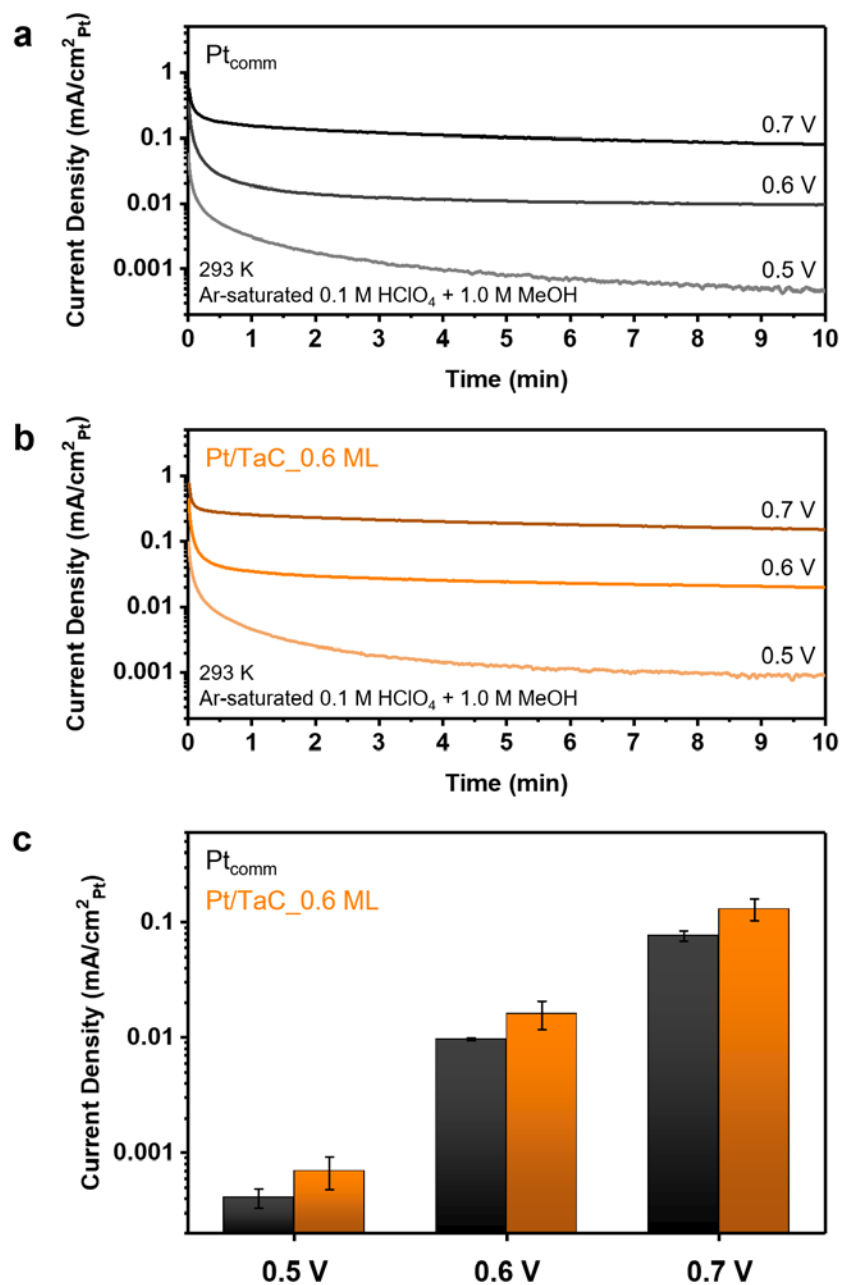 a
Pt_comm
Current Density (mA/cm²_Pt)
1
0.1
0.01
0.001
0.7 V
0.6 V
0.5 V
293 K
Ar-saturated 0.1 M HClO₄ + 1.0 M MeOH
0 1 2 3 4 5 6 7 8 9 10
Time (min)
b
Pt/TaC_0.6 ML
Current Density (mA/cm²_Pt)
1
0.1
0.01
0.001
0.7 V
0.6 V
0.5 V
293 K
Ar-saturated 0.1 M HClO₄ + 1.0 M MeOH
0 1 2 3 4 5 6 7 8 9 10
Time (min)
c
Pt_comm
Pt/TaC_0.6 ML
Current Density (mA/cm²_Pt)
0.1
0.01
0.001
0.5 V 0.6 V 0.7 V